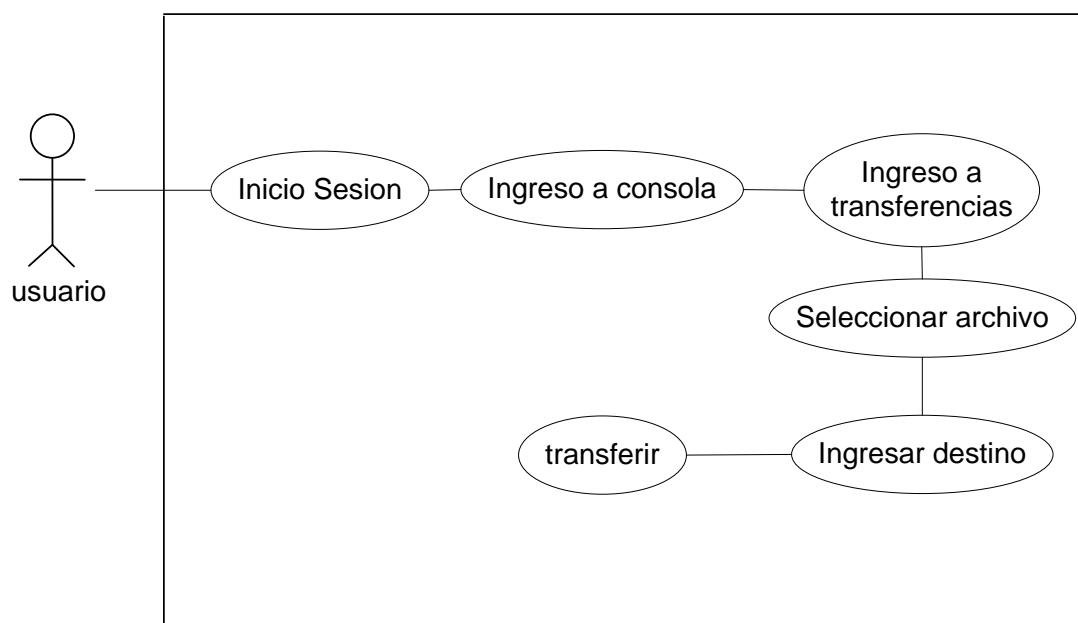 usuario
Inicio Sesion
Ingreso a consola
Ingreso a
transferencias
Seleccionar archivo
Ingresar destino
transferir